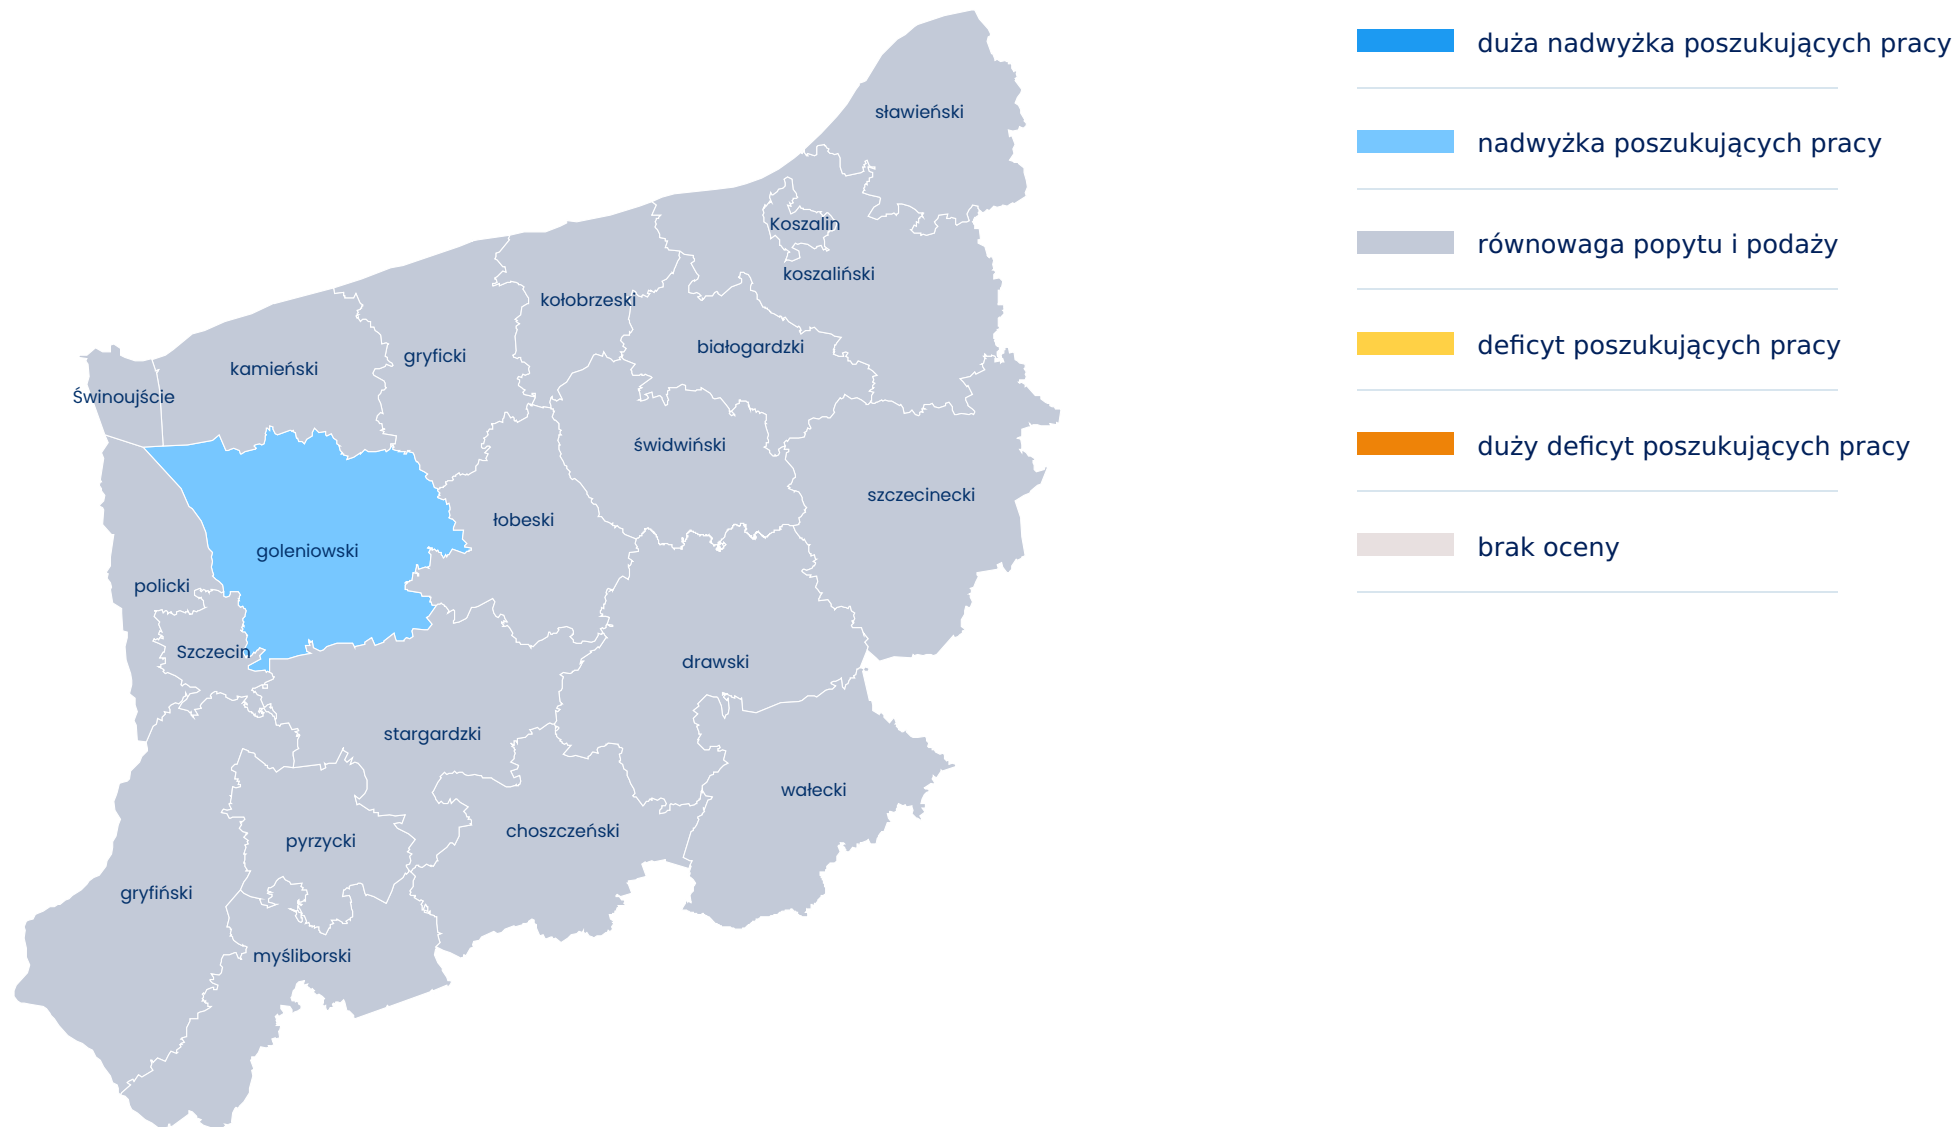 sławieński
Koszalin
koszaliński
kołobrzeski
białogardzki
gryficki
kamieński
Świnoujście
świdwiński
szczecinecki
łobeski
goleniowski
policki
Szczecin
drawski
stargardzki
wałecki
choszczeński
pyrzycki
gryfiński
myśliborski
duża nadwyżka poszukujących pracy
nadwyżka poszukujących pracy
równowaga popytu i podaży
deficyt poszukujących pracy
duży deficyt poszukujących pracy
brak oceny